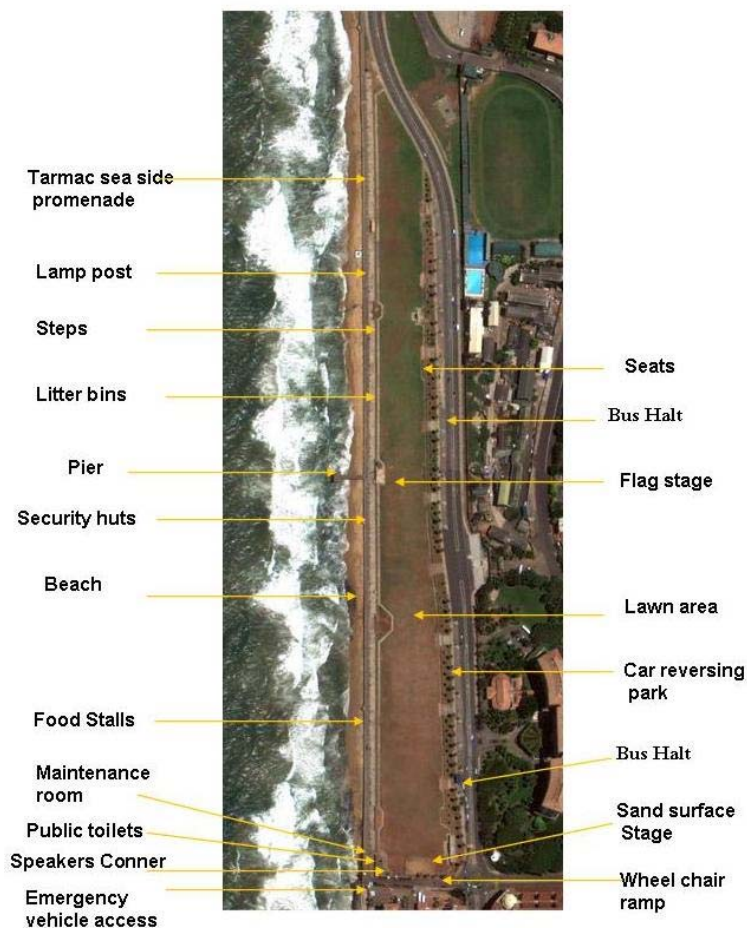 Tarmac sea side
promenade
Lamp post
Steps
Litter bins
Pier
Security huts
Beach
Food Stalls
Maintenance
room
Public toilets
Speakers Conner
Emergency
vehicle access
Seats
Bus Halt
Flag stage
Lawn area
Car reversing
park
Bus Halt
Sand surface
Stage
Wheel chair
ramp